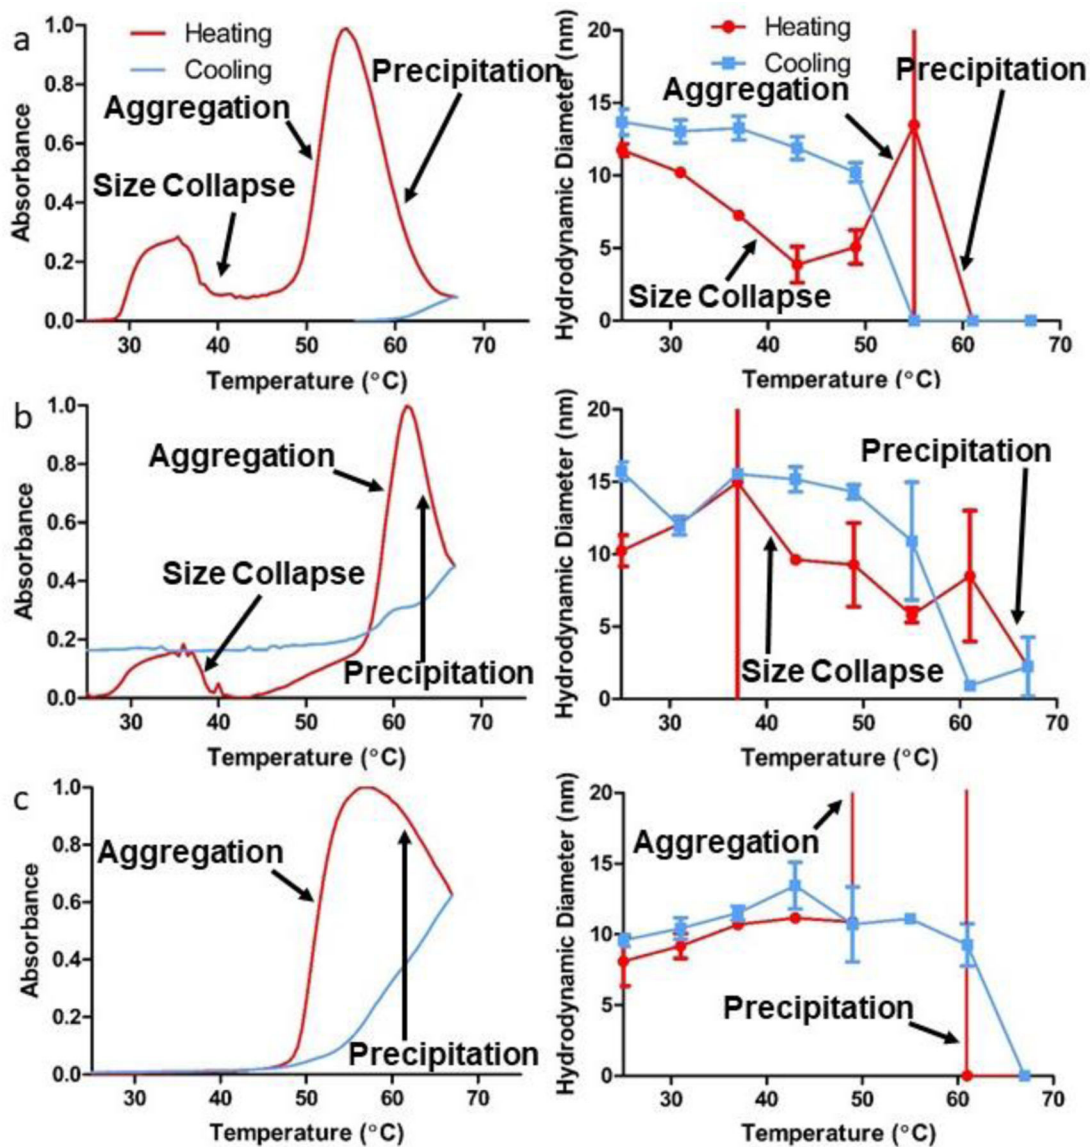 a
1.0
0.8
0.6
0.4
0.2
0.0
Absorbance
Heating
Cooling
Aggregation
Precipitation
Size Collapse
30 40 50 60 70
Temperature (°C)
20
15
10
5
0
Hydrodynamic Diameter (nm)
Heating
Cooling
Aggregation
Precipitation
Size Collapse
30 40 50 60 70
Temperature (°C)
b
1.0
0.8
0.6
0.4
0.2
0.0
Absorbance
Aggregation
Size Collapse
Precipitation
30 40 50 60 70
Temperature (°C)
20
15
10
5
0
Hydrodynamic Diameter (nm)
Precipitation
Size Collapse
30 40 50 60 70
Temperature (°C)
c
1.0
0.8
0.6
0.4
0.2
0.0
Absorbance
Aggregation
Precipitation
30 40 50 60 70
Temperature (°C)
20
15
10
5
0
Hydrodynamic Diameter (nm)
Aggregation
Precipitation
30 40 50 60 70
Temperature (°C)